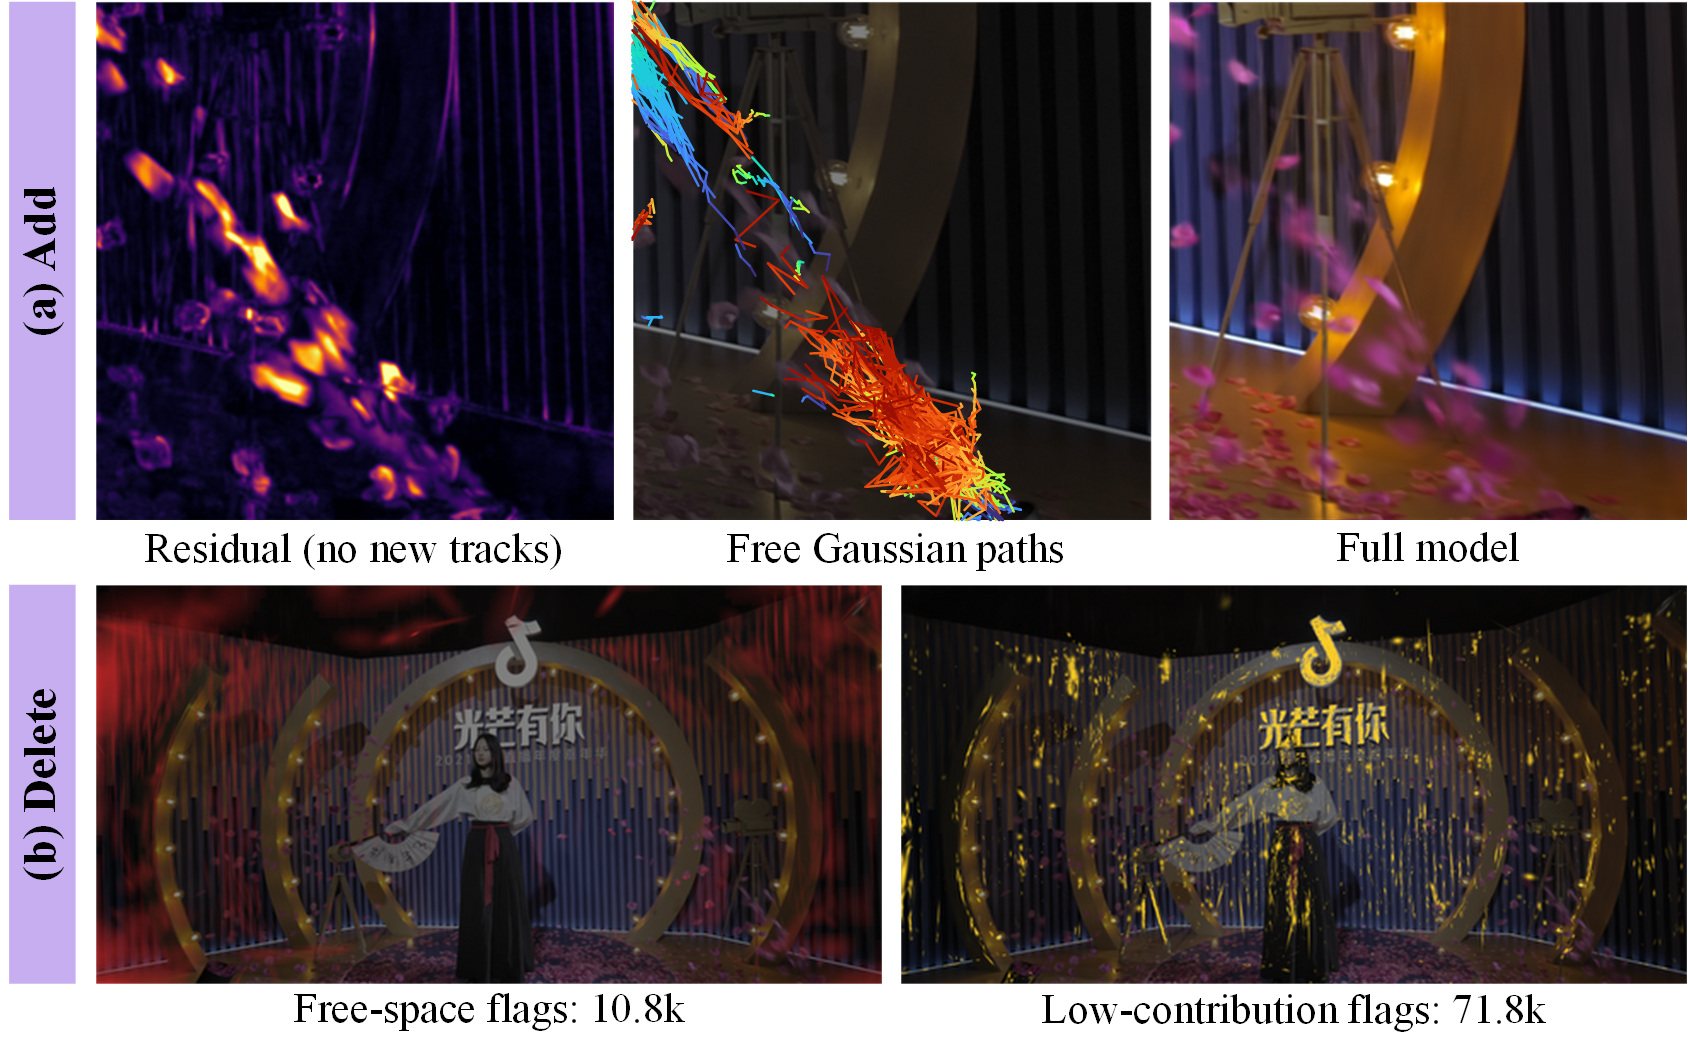 (a) Add
Residual (no new tracks)
Free Gaussian paths
Full model
(b) Delete
光芒有你
光芒有你
Free-space flags: 10.8k
Low-contribution flags: 71.8k